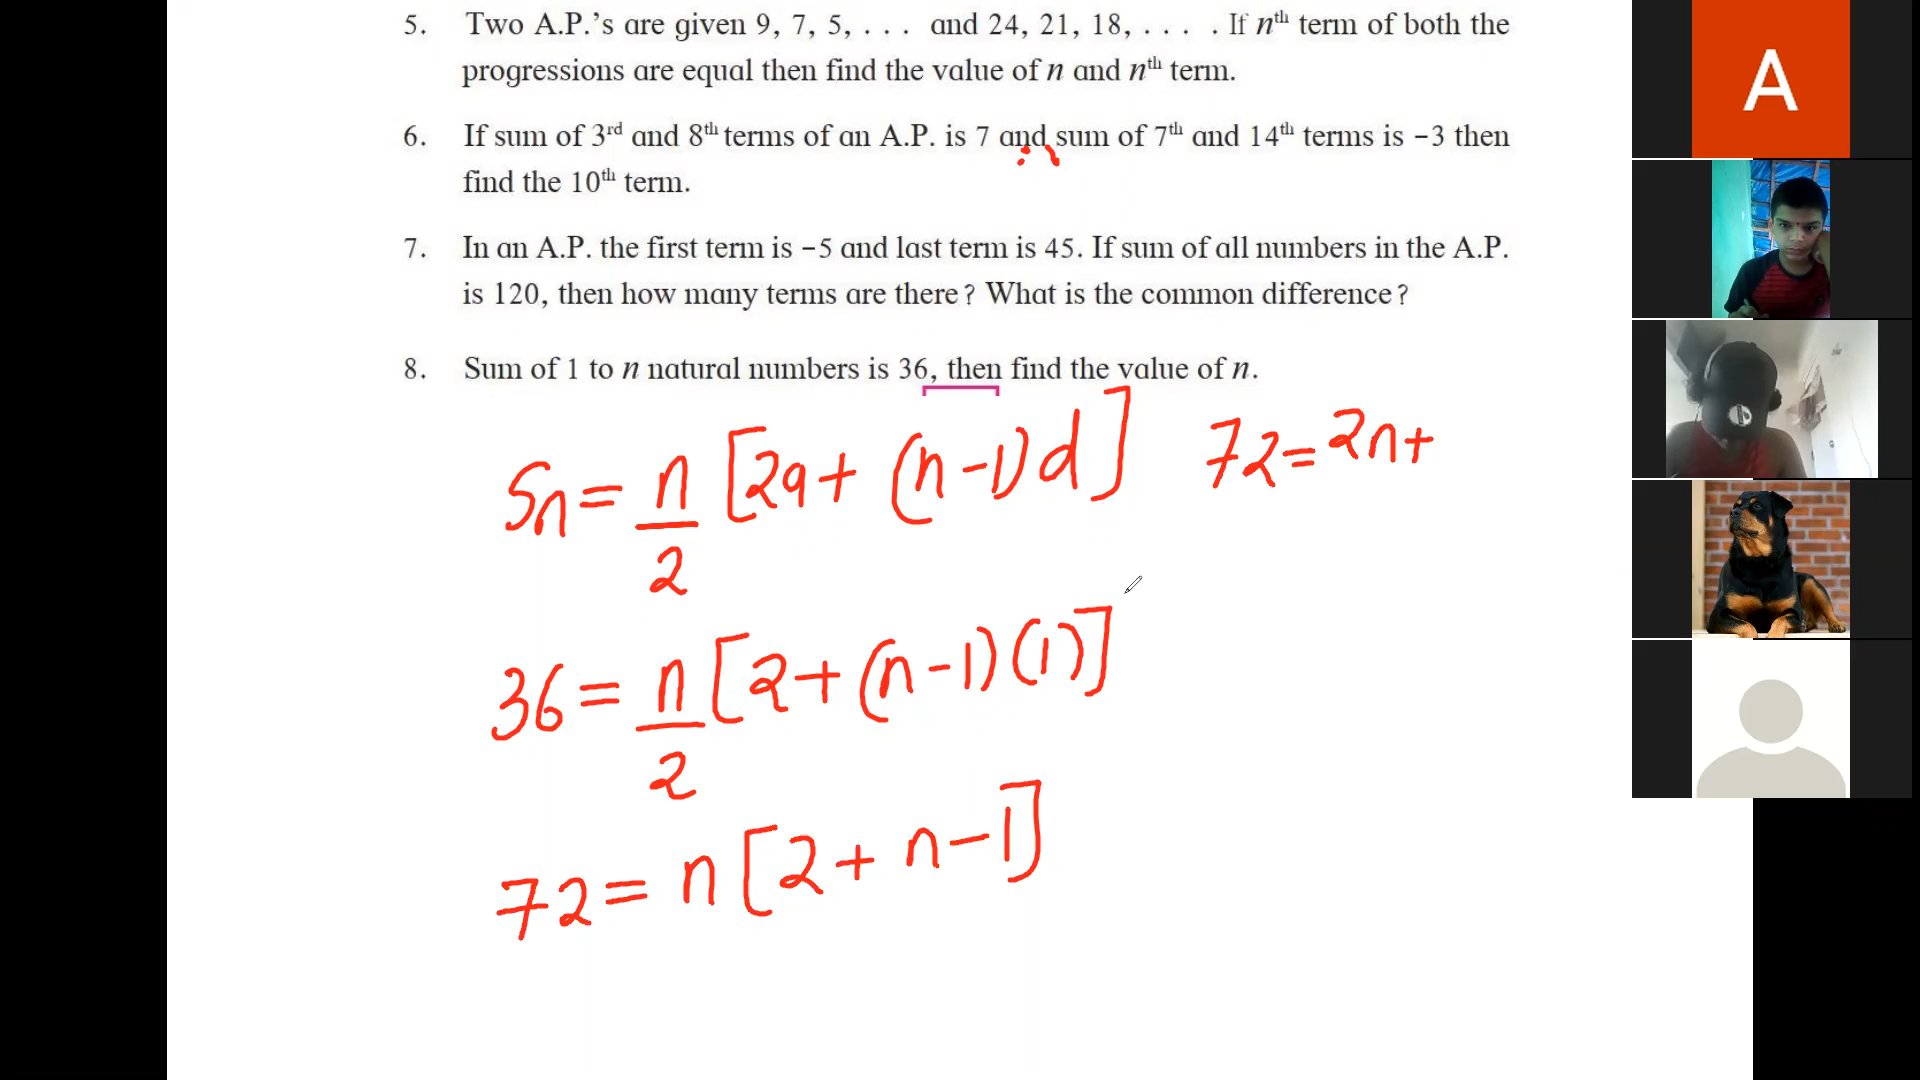 5. Two A.P.'s are given 9, 7, 5, . . . and 24, 21, 18, . . . . If nth term of both the
progressions are equal then find the value of n and nth term.
6. If sum of 3rd and 8th terms of an A.P. is 7 and sum of 7th and 14th terms is −3 then
find the 10th term.
7. In an A.P. the first term is −5 and last term is 45. If sum of all numbers in the A.P.
is 120, then how many terms are there? What is the common difference?
8. Sum of 1 to n natural numbers is 36, then find the value of n.
Sn = n/2 [2a + (n-1)d]
36 = n/2 [2 + (n-1)(1)]
72 = n[2 + n-1]
72 = 2n+
A